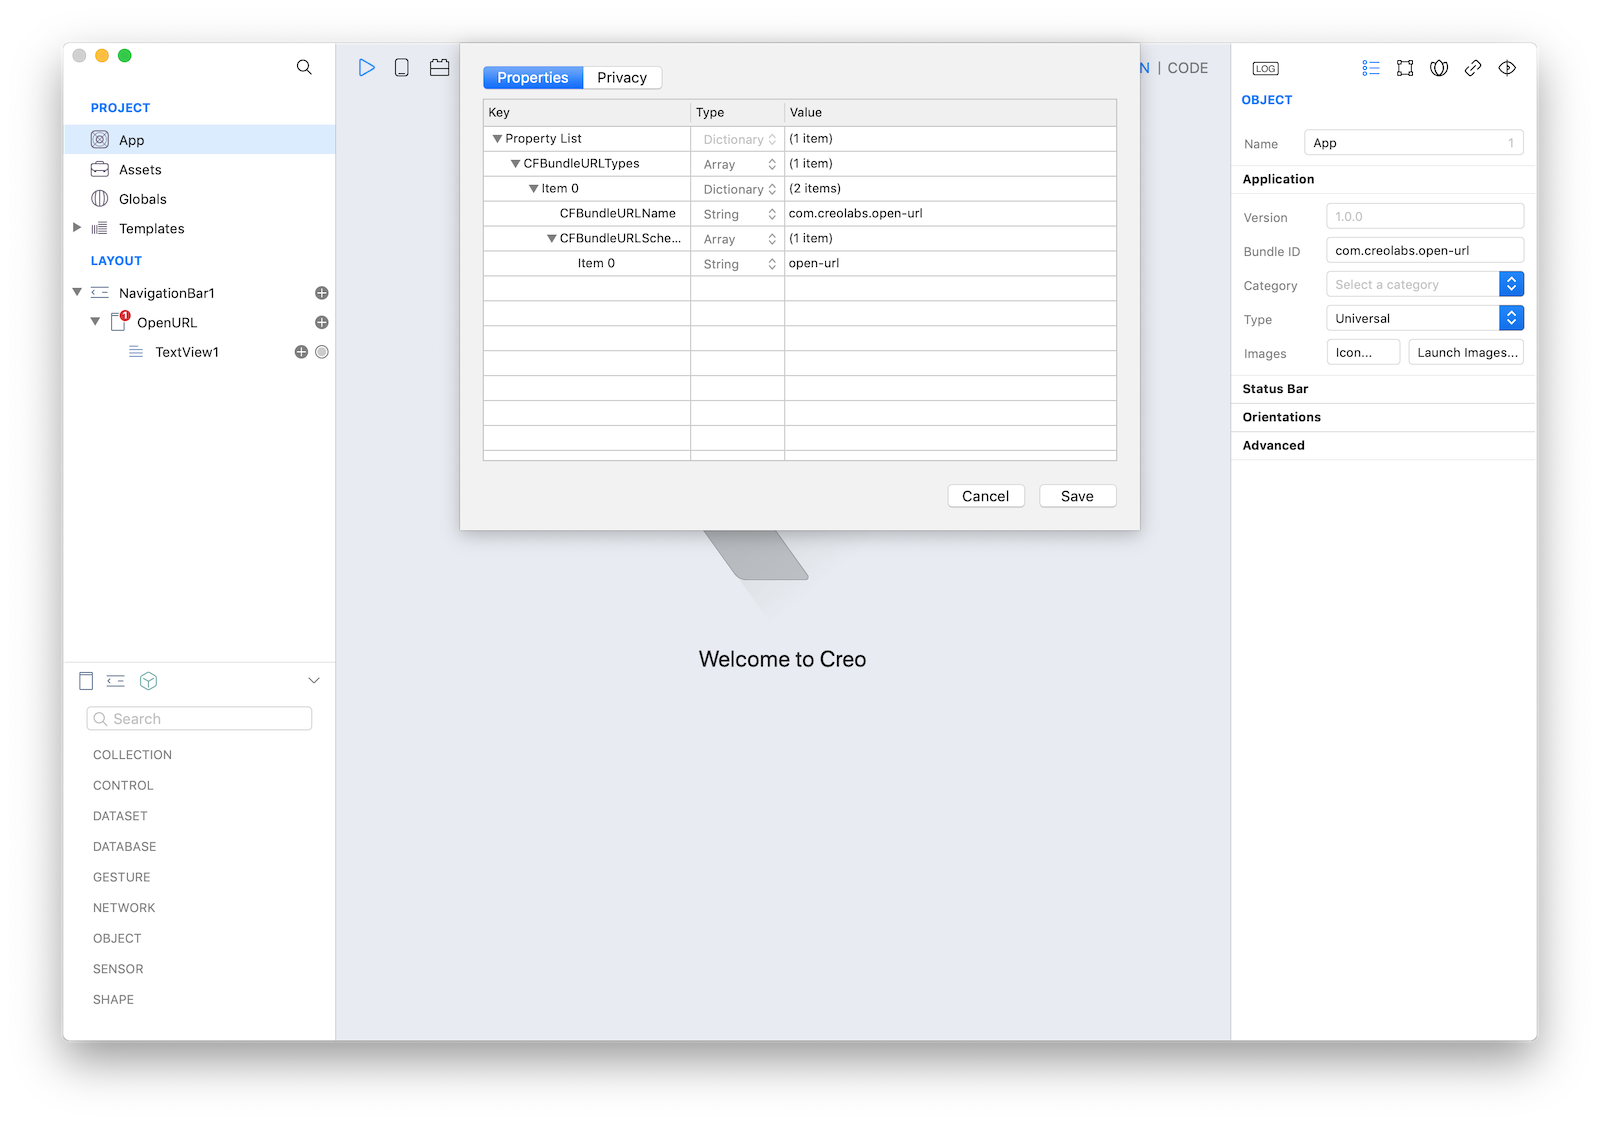 PROJECT
App
Assets
Globals
Templates
LAYOUT
NavigationBar1
1
OpenURL
TextView1
Search
COLLECTION
CONTROL
DATASET
DATABASE
GESTURE
NETWORK
OBJECT
SENSOR
SHAPE
Properties
Privacy
Key Type Value
Property List Dictionary (1 item)
CFBundleURLTypes Array (1 item)
Item 0 Dictionary (2 items)
CFBundleURLName String com.creolabs.open-url
CFBundleURLSche... Array (1 item)
Item 0 String open-url
Cancel
Save
Welcome to Creo
N | CODE
LOG
OBJECT
Name App 1
Application
Version 1.0.0
Bundle ID com.creolabs.open-url
Category Select a category
Type Universal
Images Icon... Launch Images...
Status Bar
Orientations
Advanced